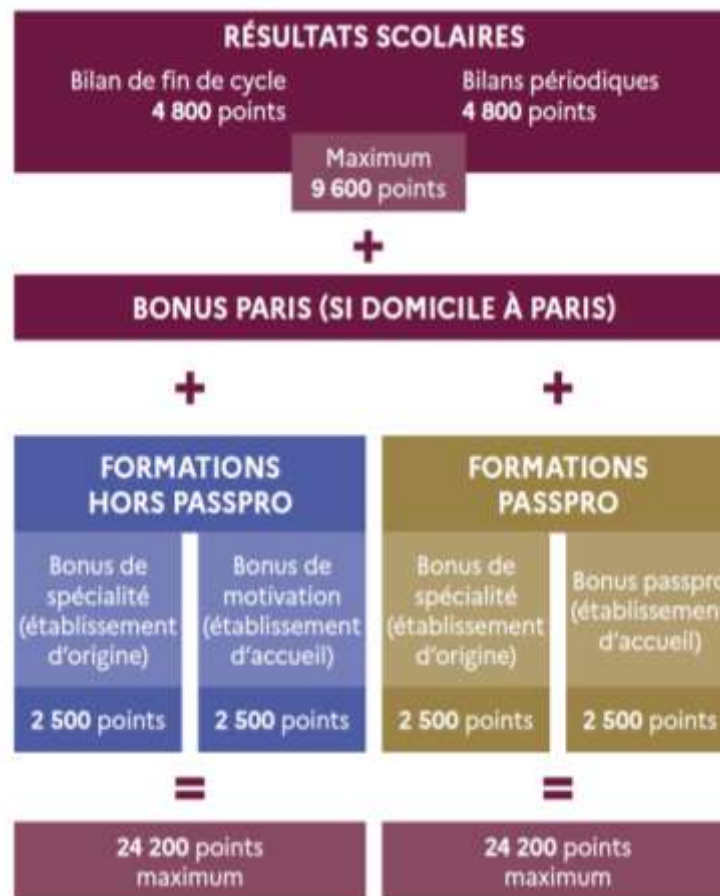 RÉSULTATS SCOLAIRES
Bilan de fin de cycle
4 800 points
Bilans périodiques
4 800 points
Maximum
9 600 points
+
BONUS PARIS (SI DOMICILE À PARIS)
+ +
FORMATIONS
HORS PASSPRO
Bonus de
spécialité
(établissement
d'origine)
2 500 points
Bonus de
motivation
(établissement
d'accueil)
2 500 points
FORMATIONS
PASSPRO
Bonus de
spécialité
(établissement
d'origine)
2 500 points
Bonus passpro
(établissement
d'accueil)
2 500 points
= =
24 200 points
maximum
24 200 points
maximum